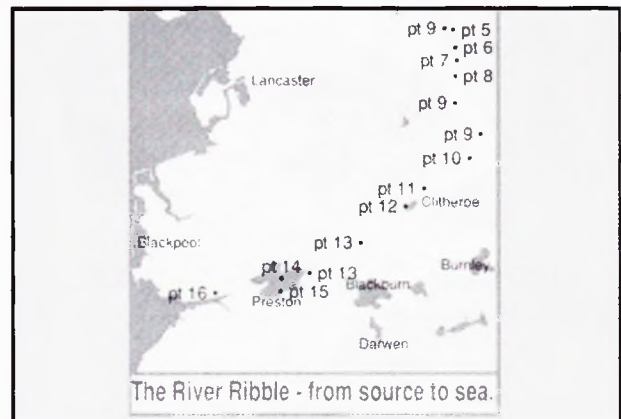 pt 9 pt 5
pt 6
pt 7
pt 8
Lancaster
pt 9
pt 9
pt 10
pt 11
pt 12 Clitheroe
Blackpool
pt 13
Burnley
pt 14
pt 13
Blackburn
pt 16
pt 15
Preston
Darwen
The River Ribble - from source to sea.